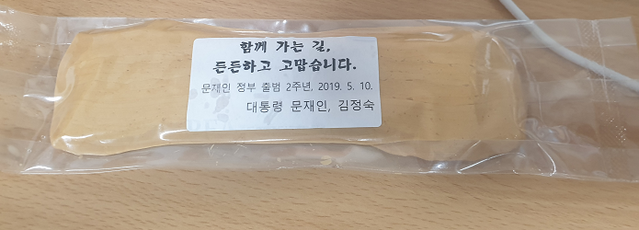 함께 가는 길,
든든하고 고맙습니다.
문재인 정부 출범 2주년, 2019. 5. 10.
대통령 문재인, 김정숙